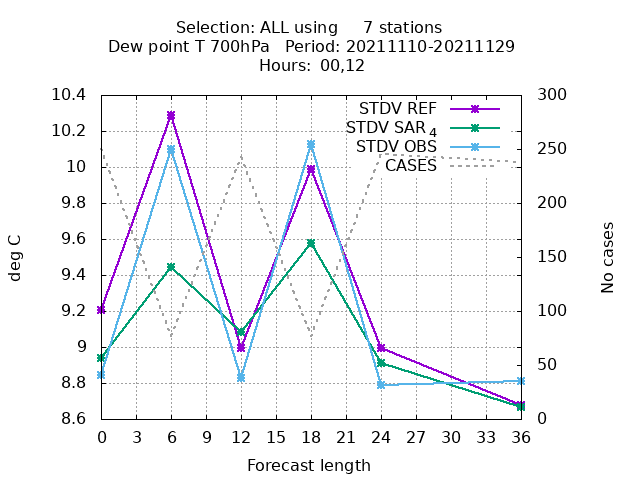 Selection: ALL using     7 stations
Dew point T 700hPa   Period: 20211110-20211129
Hours: 00,12
STDV REF
STDV SAR4
STDV OBS
CASES
deg C
10.4
10.2
10
9.8
9.6
9.4
9.2
9
8.8
8.6
300
250
200
150
100
50
0
No cases
0 3 6 9 12 15 18 21 24 27 30 33 36
Forecast length